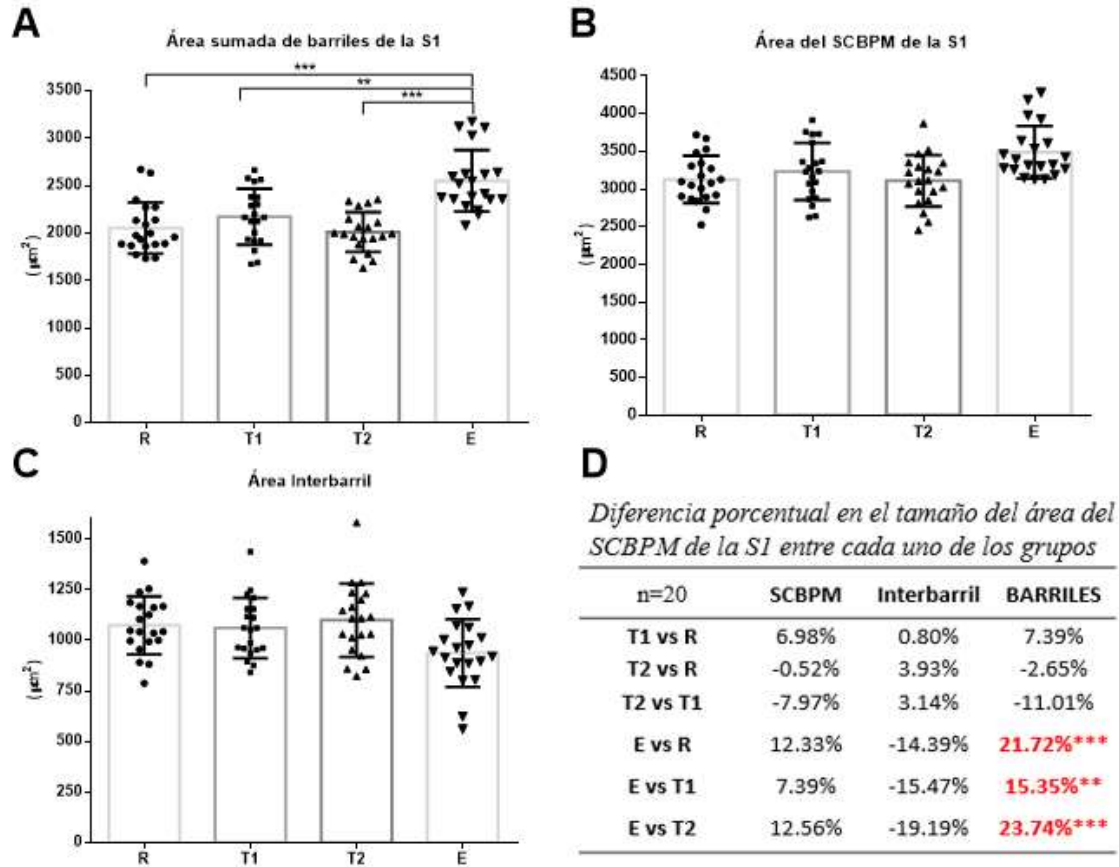 A
Área sumada de barriles de la S1
***
**
***
3500
3000
2500
2000
1500
1000
500
0
(µm²)
R T1 T2 E
B
Área del SCBPM de la S1
4500
4000
3500
3000
2500
2000
1500
1000
500
0
(µm²)
R T1 T2 E
C
Área Interbarril
1500
1250
1000
750
500
250
0
(µm²)
R T1 T2 E
D
Diferencia porcentual en el tamaño del área del
SCBPM de la S1 entre cada uno de los grupos
n=20 SCBPM Interbarril BARRILES
T1 vs R 6.98% 0.80% 7.39%
T2 vs R -0.52% 3.93% -2.65%
T2 vs T1 -7.97% 3.14% -11.01%
E vs R 12.33% -14.39% 21.72%***
E vs T1 7.39% -15.47% 15.35%**
E vs T2 12.56% -19.19% 23.74%***